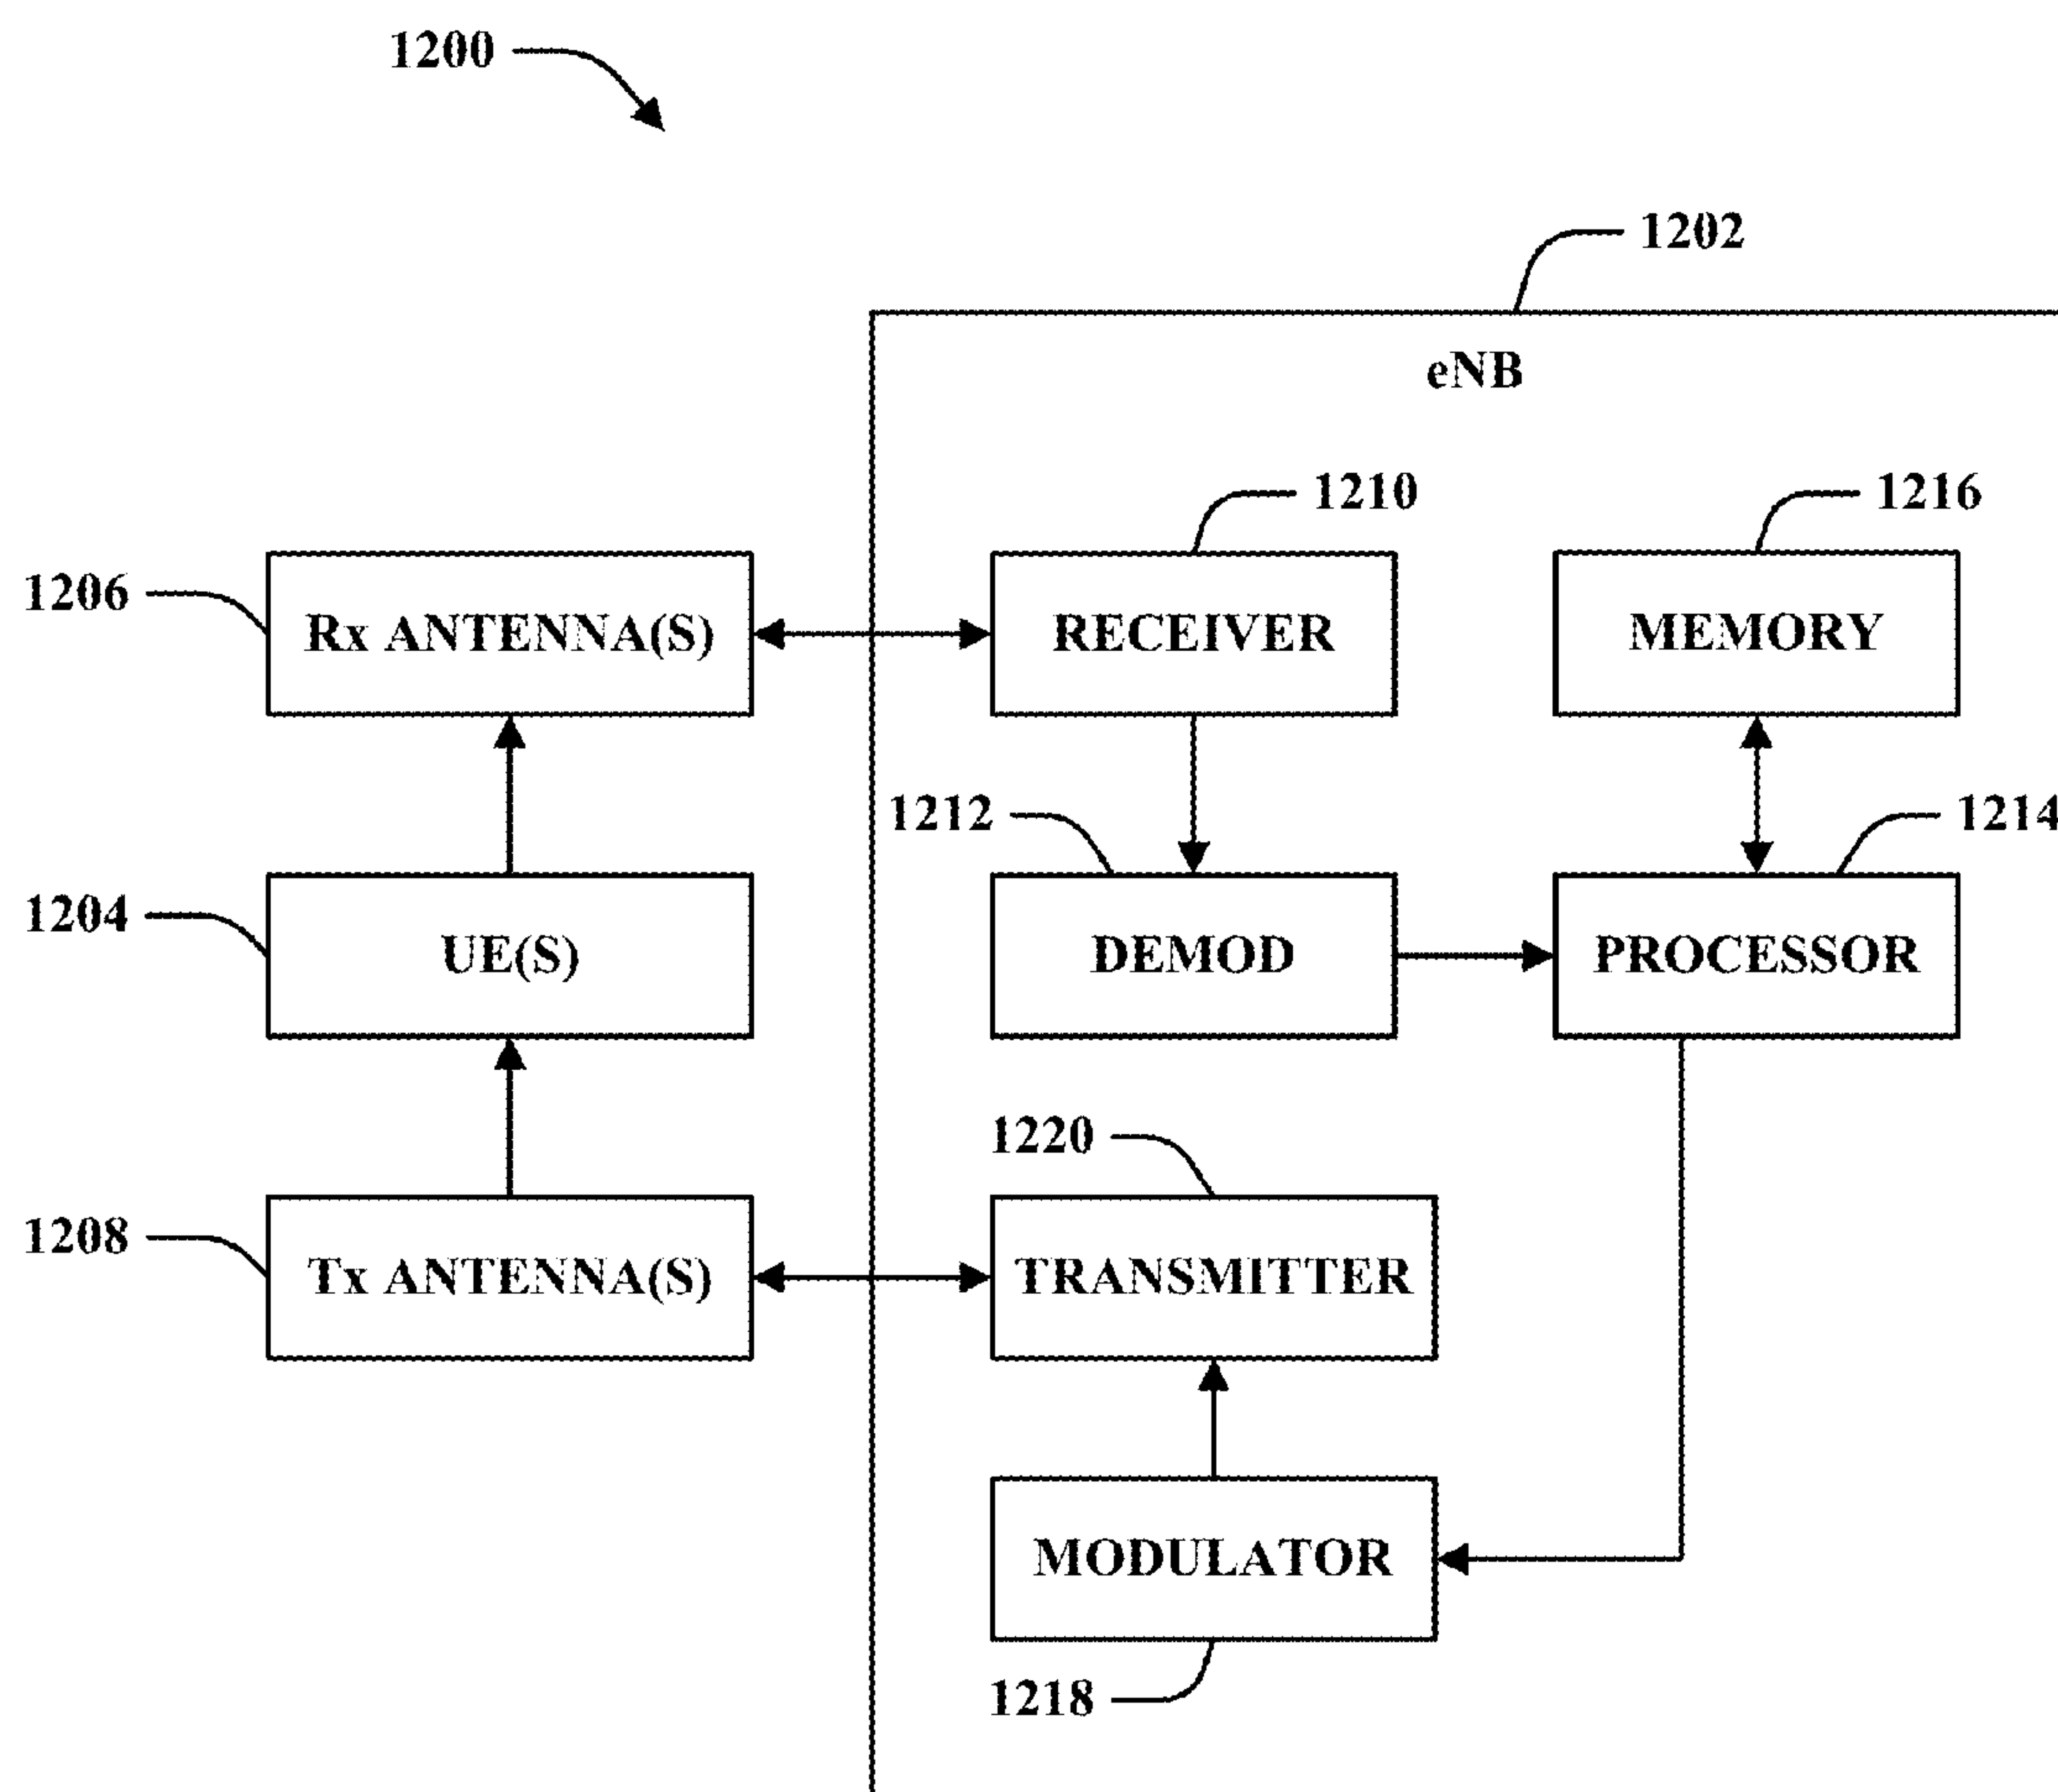 1200
1202
eNB
1210
1216
1206
Rx ANTENNA(S)
RECEIVER
MEMORY
1212
1214
1204
UE(S)
DEMOD
PROCESSOR
1220
1208
Tx ANTENNA(S)
TRANSMITTER
MODULATOR
1218